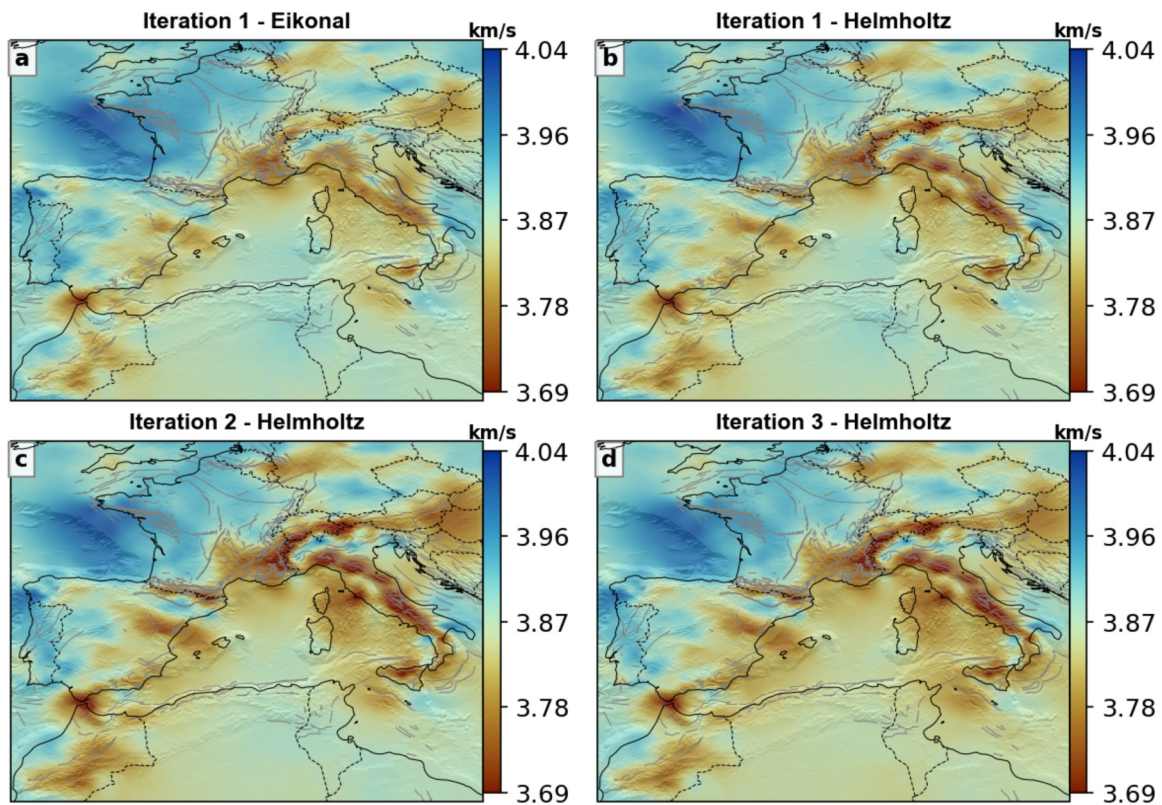 Iteration 1 - Eikonal
km/s
a
4.04
3.96
3.87
3.78
3.69
Iteration 1 - Helmholtz
km/s
b
4.04
3.96
3.87
3.78
3.69
Iteration 2 - Helmholtz
km/s
c
4.04
3.96
3.87
3.78
3.69
Iteration 3 - Helmholtz
km/s
d
4.04
3.96
3.87
3.78
3.69